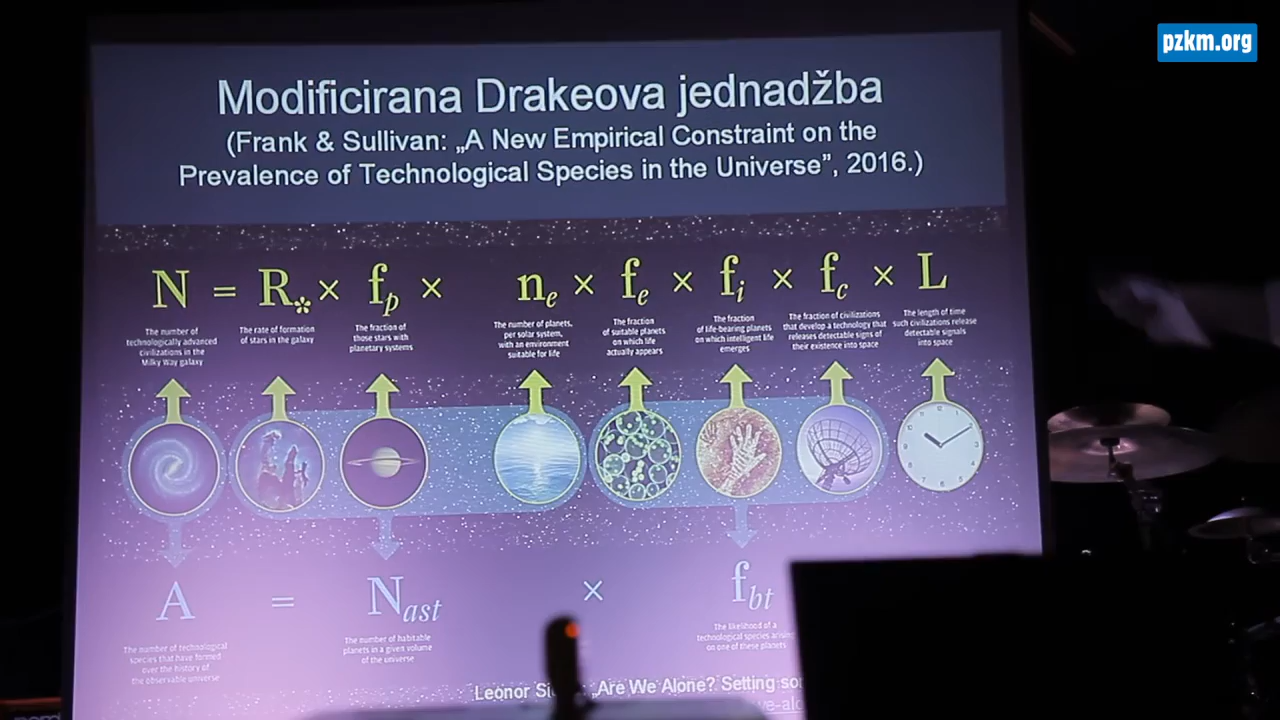 pzkm.org
Modificirana Drakeova jednadžba
(Frank & Sullivan: „A New Empirical Constraint on the
Prevalence of Technological Species in the Universe”, 2016.)
N = R* × fp × ne × fe × fi × fc × L
The number of
technologically advanced
civilizations in the
Milky Way galaxy
The rate of formation
of stars in the galaxy
The fraction of
those stars with
planetary systems
The number of planets,
per solar system,
with an environment
suitable for life
The fraction
of suitable planets
on which life
actually appears
The fraction
of life-bearing planets
on which intelligent life
emerges
The fraction of civilizations
that develop a technology that
releases detectable signs of
their existence into space
The length of time
such civilizations release
detectable signals
into space
A = Nast × fbt
The number of technological
species that have formed
over the history of
the observable universe
The number of habitable
planets in a given volume
of the universe
The likelihood of a
technological species
on one of these planets
Leonor „Are We Alone? Setting